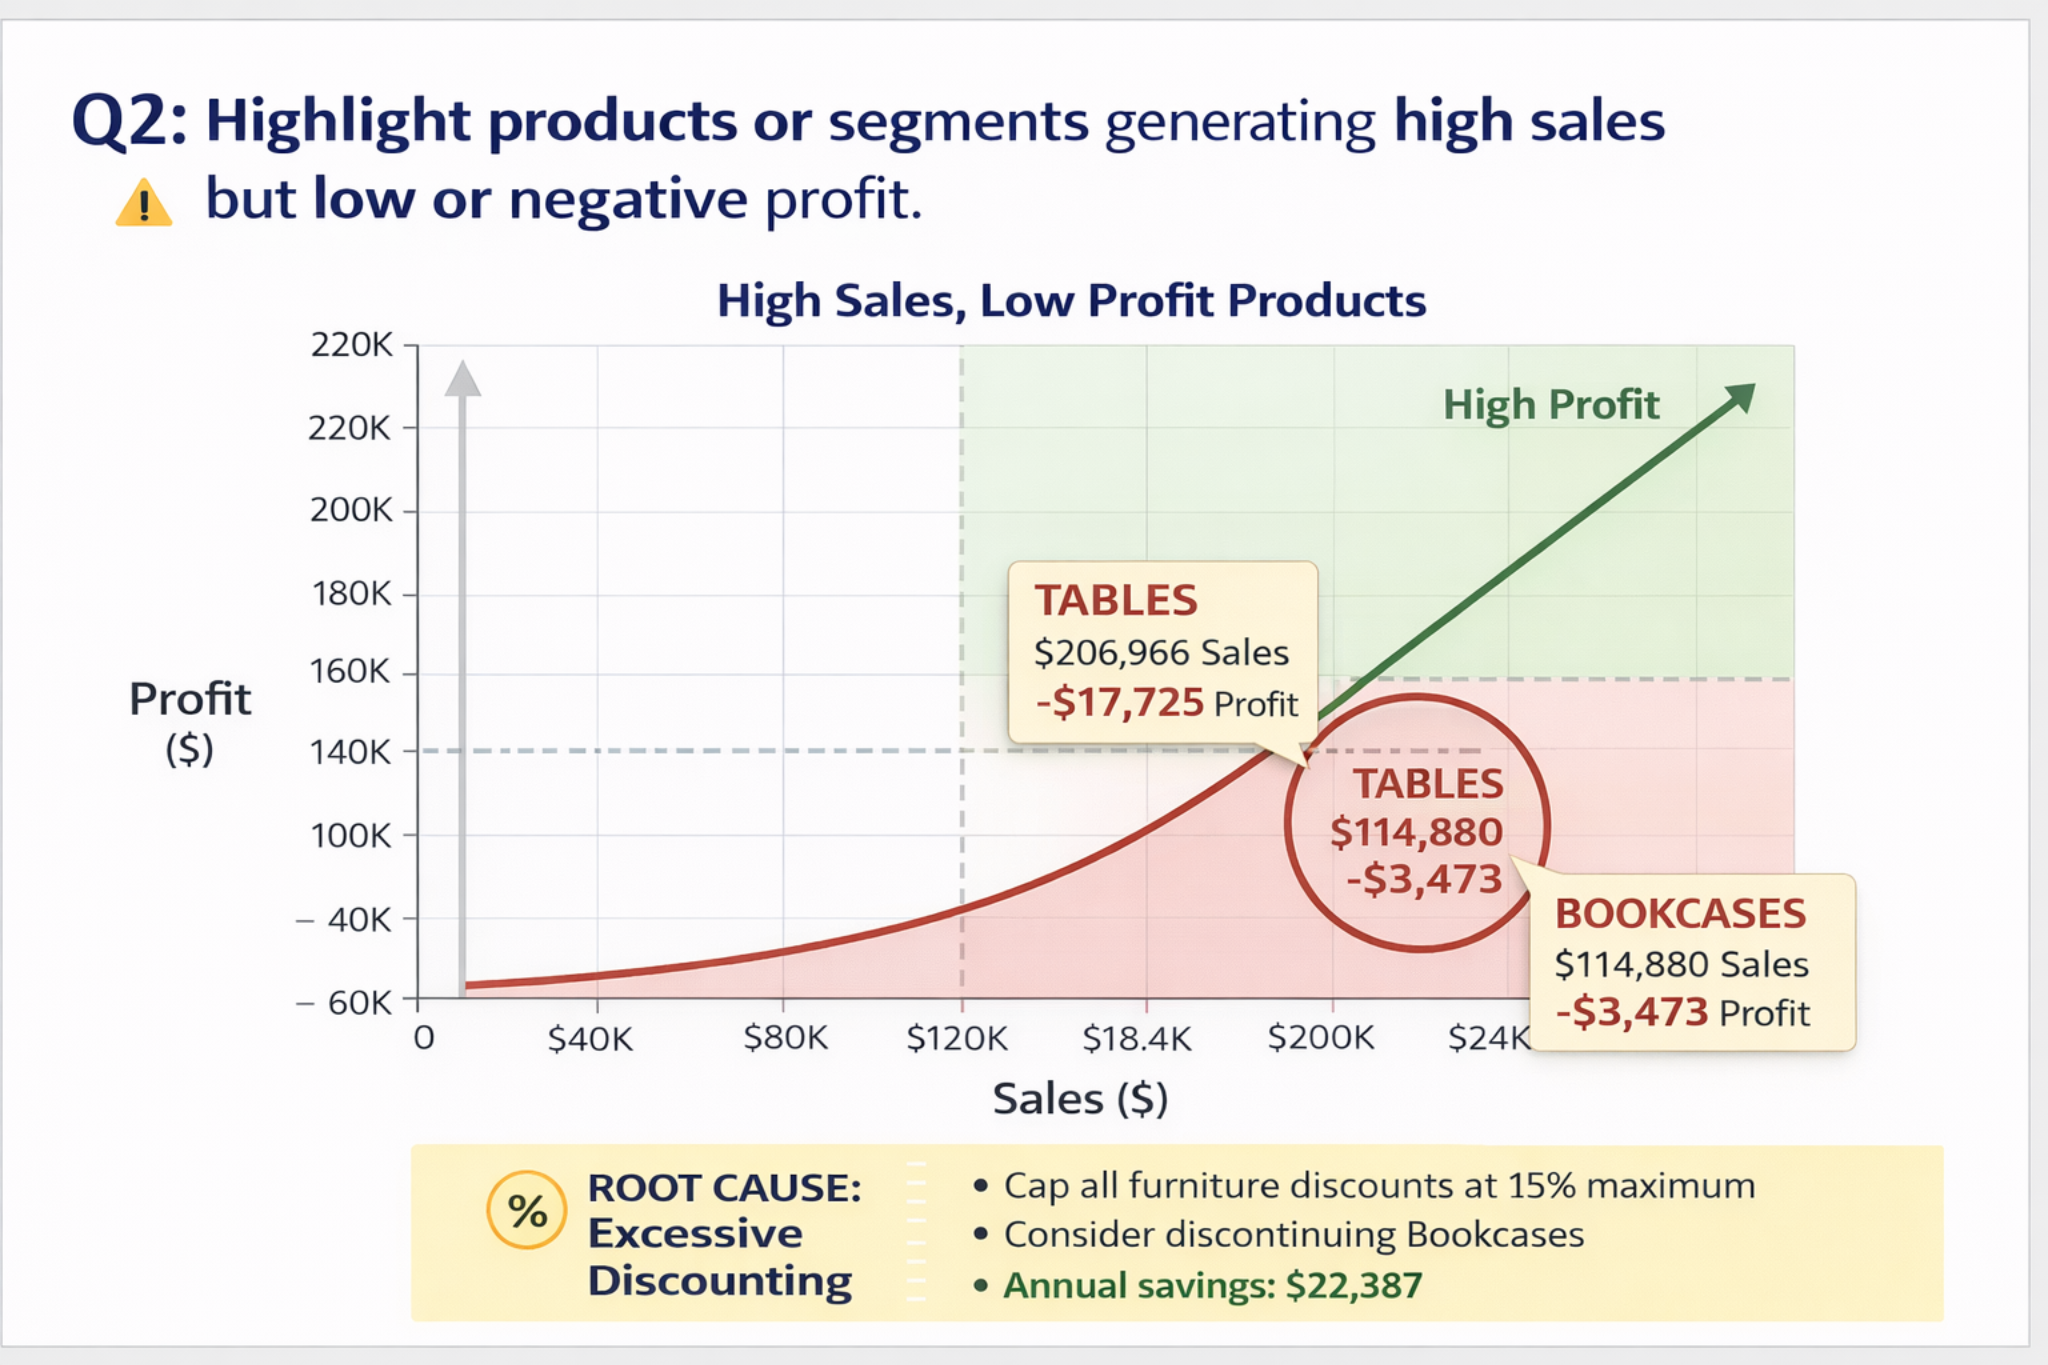 Q2: Highlight products or segments generating high sales
but low or negative profit.
High Sales, Low Profit Products
220K
220K
200K
180K
160K
140K
100K
– 40K
– 60K
Profit
($)
High Profit
TABLES
$206,966 Sales
-$17,725 Profit
TABLES
$114,880
-$3,473
BOOKCASES
$114,880 Sales
-$3,473 Profit
0 $40K $80K $120K $18.4K $200K $24K
Sales ($)
%
ROOT CAUSE:
Excessive
Discounting
• Cap all furniture discounts at 15% maximum
• Consider discontinuing Bookcases
• Annual savings: $22,387